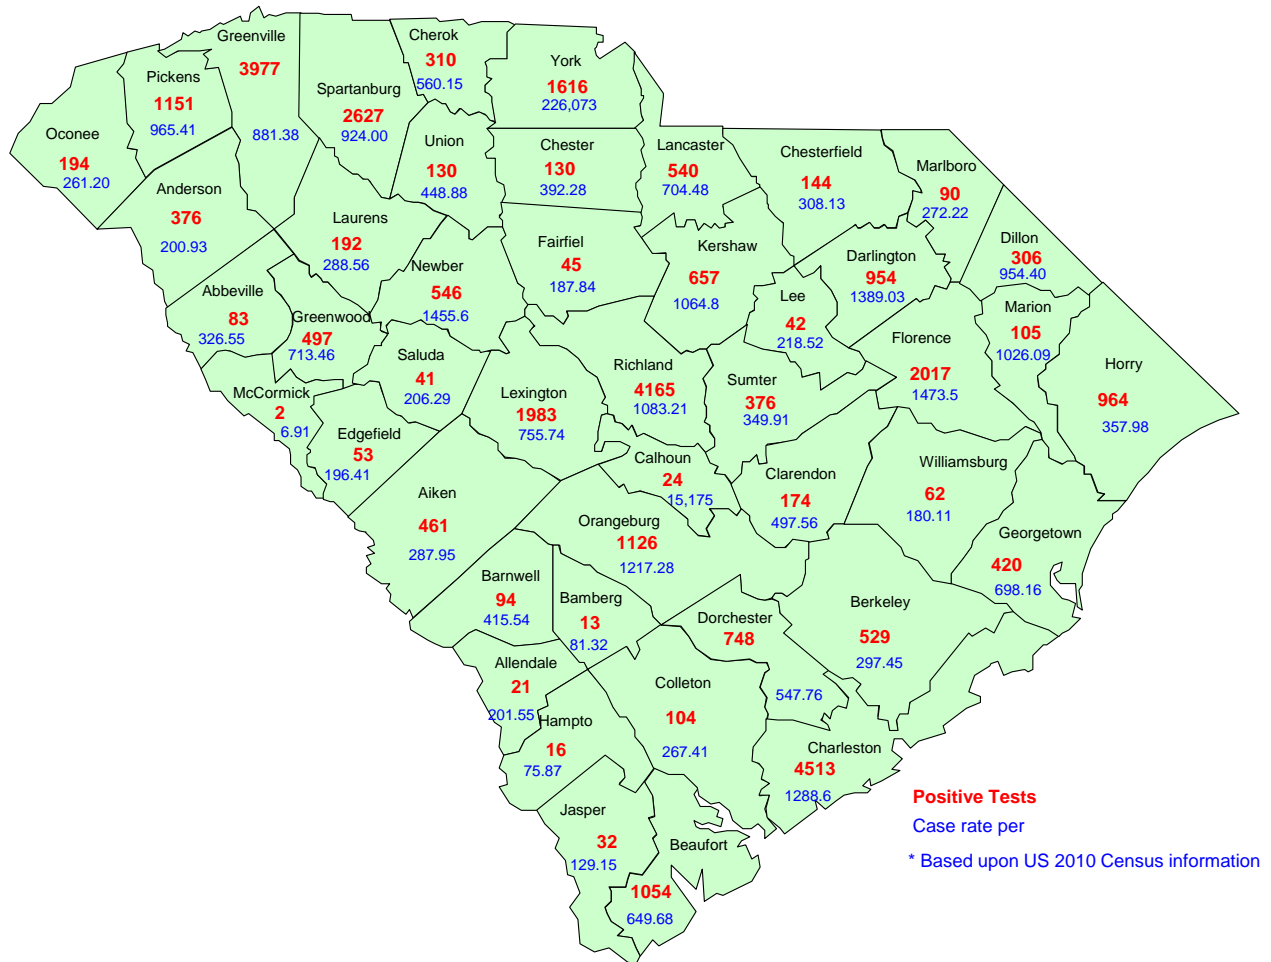 Greenville
3977
881.38
Cherok
310
560.15
York
1616
226,073
Pickens
1151
965.41
Spartanburg
2627
924.00
Oconee
194
261.20
Union
130
448.88
Chester
130
392.28
Lancaster
540
704.48
Chesterfield
144
308.13
Marlboro
90
272.22
Anderson
376
200.93
Laurens
192
288.56
Fairfiel
45
187.84
Kershaw
657
1064.8
Darlington
954
1389.03
Dillon
306
954.40
Newber
546
1455.6
Abbeville
83
326.55
Greenwood
497
713.46
Lee
42
218.52
Marion
105
1026.09
Florence
2017
1473.5
Horry
964
357.98
Saluda
41
206.29
Lexington
1983
755.74
Richland
4165
1083.21
Sumter
376
349.91
McCormick
2
6.91
Edgefield
53
196.41
Calhoun
24
15,175
Clarendon
174
497.56
Williamsburg
62
180.11
Aiken
461
287.95
Orangeburg
1126
1217.28
Georgetown
420
698.16
Barnwell
94
415.54
Bamberg
13
81.32
Dorchester
748
547.76
Berkeley
529
297.45
Allendale
21
201.55
Colleton
104
267.41
Hampto
16
75.87
Charleston
4513
1288.6
Jasper
32
129.15
Beaufort
1054
649.68
Positive Tests
Case rate per
* Based upon US 2010 Census information